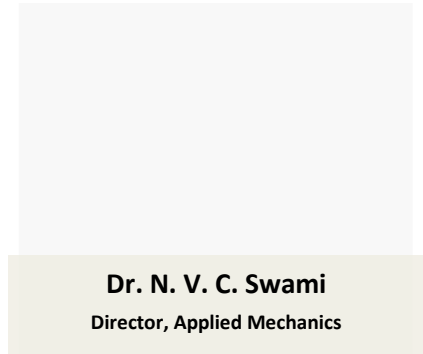 Dr. N. V. C. Swami
Director, Applied Mechanics